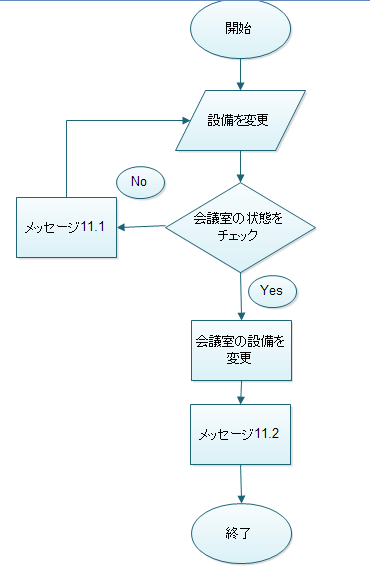 開始
設備を変更
No
会議室の状態を
チェック
メッセージ11.1
Yes
会議室の設備を
変更
メッセージ11.2
終了